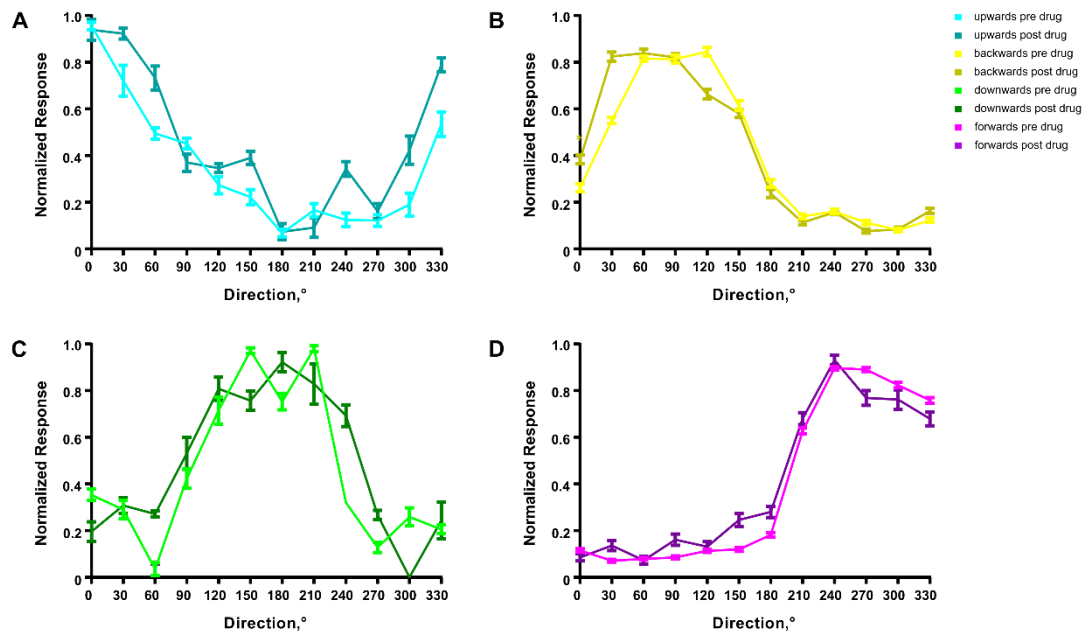 A
Normalized Response
1.0
0.8
0.6
0.4
0.2
0
0 30 60 90 120 150 180 210 240 270 300 330
Direction,°
B
Normalized Response
1.0
0.8
0.6
0.4
0.2
0
0 30 60 90 120 150 180 210 240 270 300 330
Direction,°
upwards pre drug
upwards post drug
backwards pre drug
backwards post drug
downwards pre drug
downwards post drug
forwards pre drug
forwards post drug
C
Normalized Response
1.0
0.8
0.6
0.4
0.2
0
0 30 60 90 120 150 180 210 240 270 300 330
Direction,°
D
Normalized Response
1.0
0.8
0.6
0.4
0.2
0
0 30 60 90 120 150 180 210 240 270 300 330
Direction,°